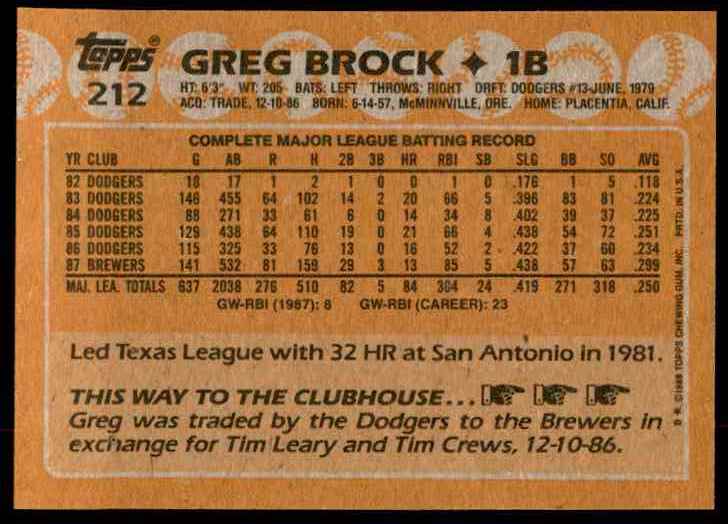 Topps®
212
GREG BROCK ✦ 1B
HT: 6'3" WT: 205 BATS: LEFT THROWS: RIGHT DRFT: DODGERS #13-JUNE, 1979
ACQ: TRADE, 12-10-86 BORN: 6-14-57, McMINNVILLE, ORE. HOME: PLACENTIA, CALIF.
COMPLETE MAJOR LEAGUE BATTING RECORD
YR CLUB G AB R H 2B 3B HR RBI SB SLG BB SO AVG
82 DODGERS 18 17 1 2 1 0 0 1 0 .176 1 5 .118
83 DODGERS 146 455 64 102 14 2 20 66 5 .396 83 81 .224
84 DODGERS 88 271 33 61 6 0 14 34 8 .402 39 37 .225
85 DODGERS 129 438 64 110 19 0 21 66 4 .438 54 72 .251
86 DODGERS 115 325 33 76 13 0 16 52 2 .422 37 60 .234
87 BREWERS 141 532 81 159 29 3 13 85 5 .438 57 63 .299
MAJ. LEA. TOTALS 637 2038 276 510 82 5 84 304 24 .419 271 318 .250
GW-RBI (1987): 8 GW-RBI (CAREER): 23
Led Texas League with 32 HR at San Antonio in 1981.
THIS WAY TO THE CLUBHOUSE...
Greg was traded by the Dodgers to the Brewers in
exchange for Tim Leary and Tim Crews, 12-10-86.
©1988 TOPPS CHEWING GUM, INC. PRTD. IN U.S.A.